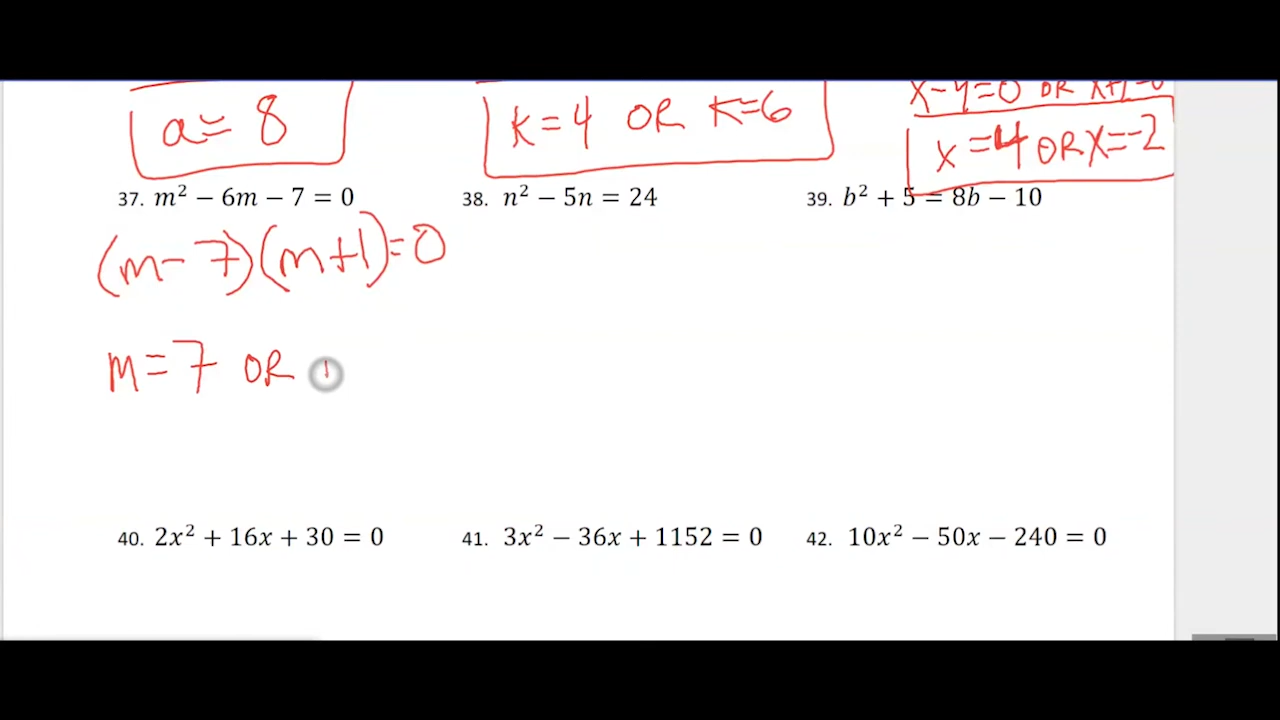 x-4=0 OR x+2=0
a = 8
k=4 OR k=6
x =4 OR x=-2
37. m² − 6m − 7 = 0
38. n² − 5n = 24
39. b² + 5 = 8b − 10
(m-7)(m+1)=0
m=7 OR
40. 2x² + 16x + 30 = 0
41. 3x² − 36x + 1152 = 0
42. 10x² − 50x − 240 = 0